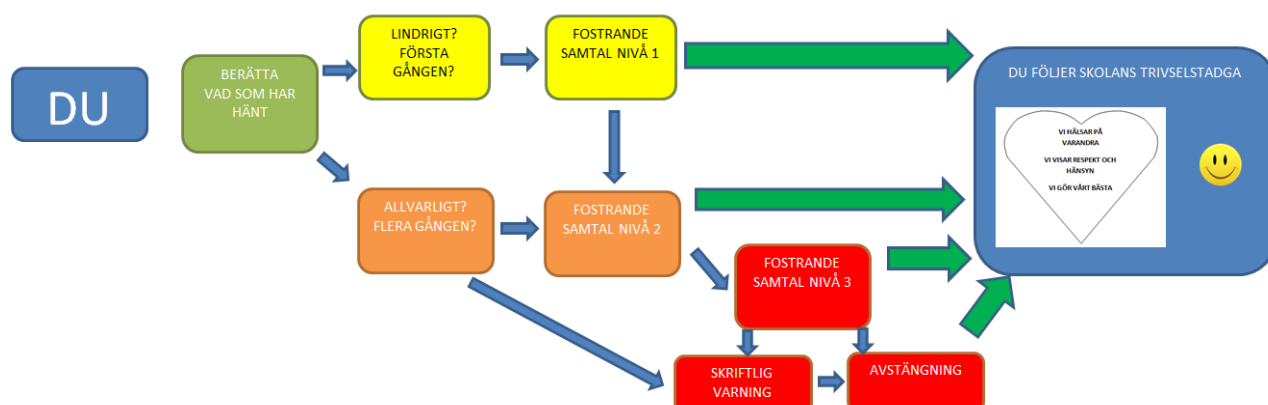 DU
BERÄTTA
VAD SOM HAR
HÄNT
LINDRIGT?
FÖRSTA
GÅNGEN?
FOSTRANDE
SAMTAL NIVÅ 1
ALLVARLIGT?
FLERA GÅNGEN?
FOSTRANDE
SAMTAL NIVÅ 2
FOSTRANDE
SAMTAL NIVÅ 3
SKRIFTLIG
VARNING
AVSTÄNGNING
DU FÖLJER SKOLANS TRIVSELSTADGA
VI HÄLSAR PÅ
VARANDRA
VI VISAR RESPEKT OCH
HÄNSYN
VI GÖR VÅRT BÄSTA